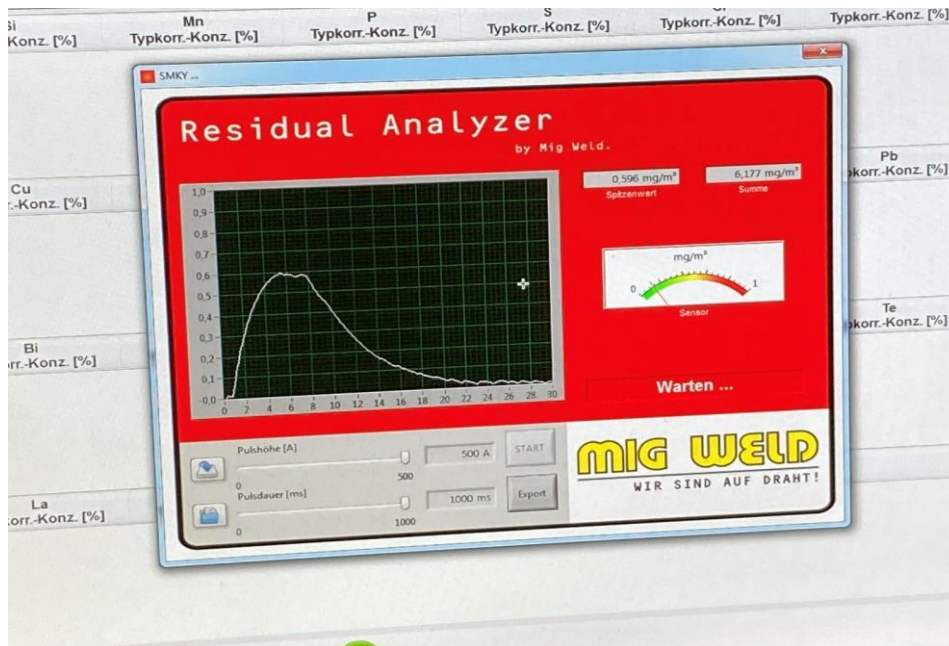 Mn
P
S
Konz. [%]
Typkorr.-Konz. [%]
Typkorr.-Konz. [%]
Typkorr.-Konz. [%]
Typkorr.-Konz. [%]
Typkorr.-Konz. [%]
SMKY ...
Residual Analyzer
by Mig Weld.
Cu
.-Konz. [%]
Pb
korr.-Konz. [%]
0,596 mg/m³
Spitzenwert
6,177 mg/m³
Summe
1,0
0,9
0,8
0,7
0,6
0,5
0,4
0,3
0,2
0,1
-0,0
0 2 4 6 8 10 12 14 16 18 20 22 24 26 28 30
mg/m³
0
1
Sensor
Te
korr.-Konz. [%]
Bi
rr.-Konz. [%]
Warten ...
Pulshöhe [A]
0
500
500 A
START
Pulsdauer [ms]
0
1000
1000 ms
Export
MIG WELD
WIR SIND AUF DRAHT!
La
orr.-Konz. [%]